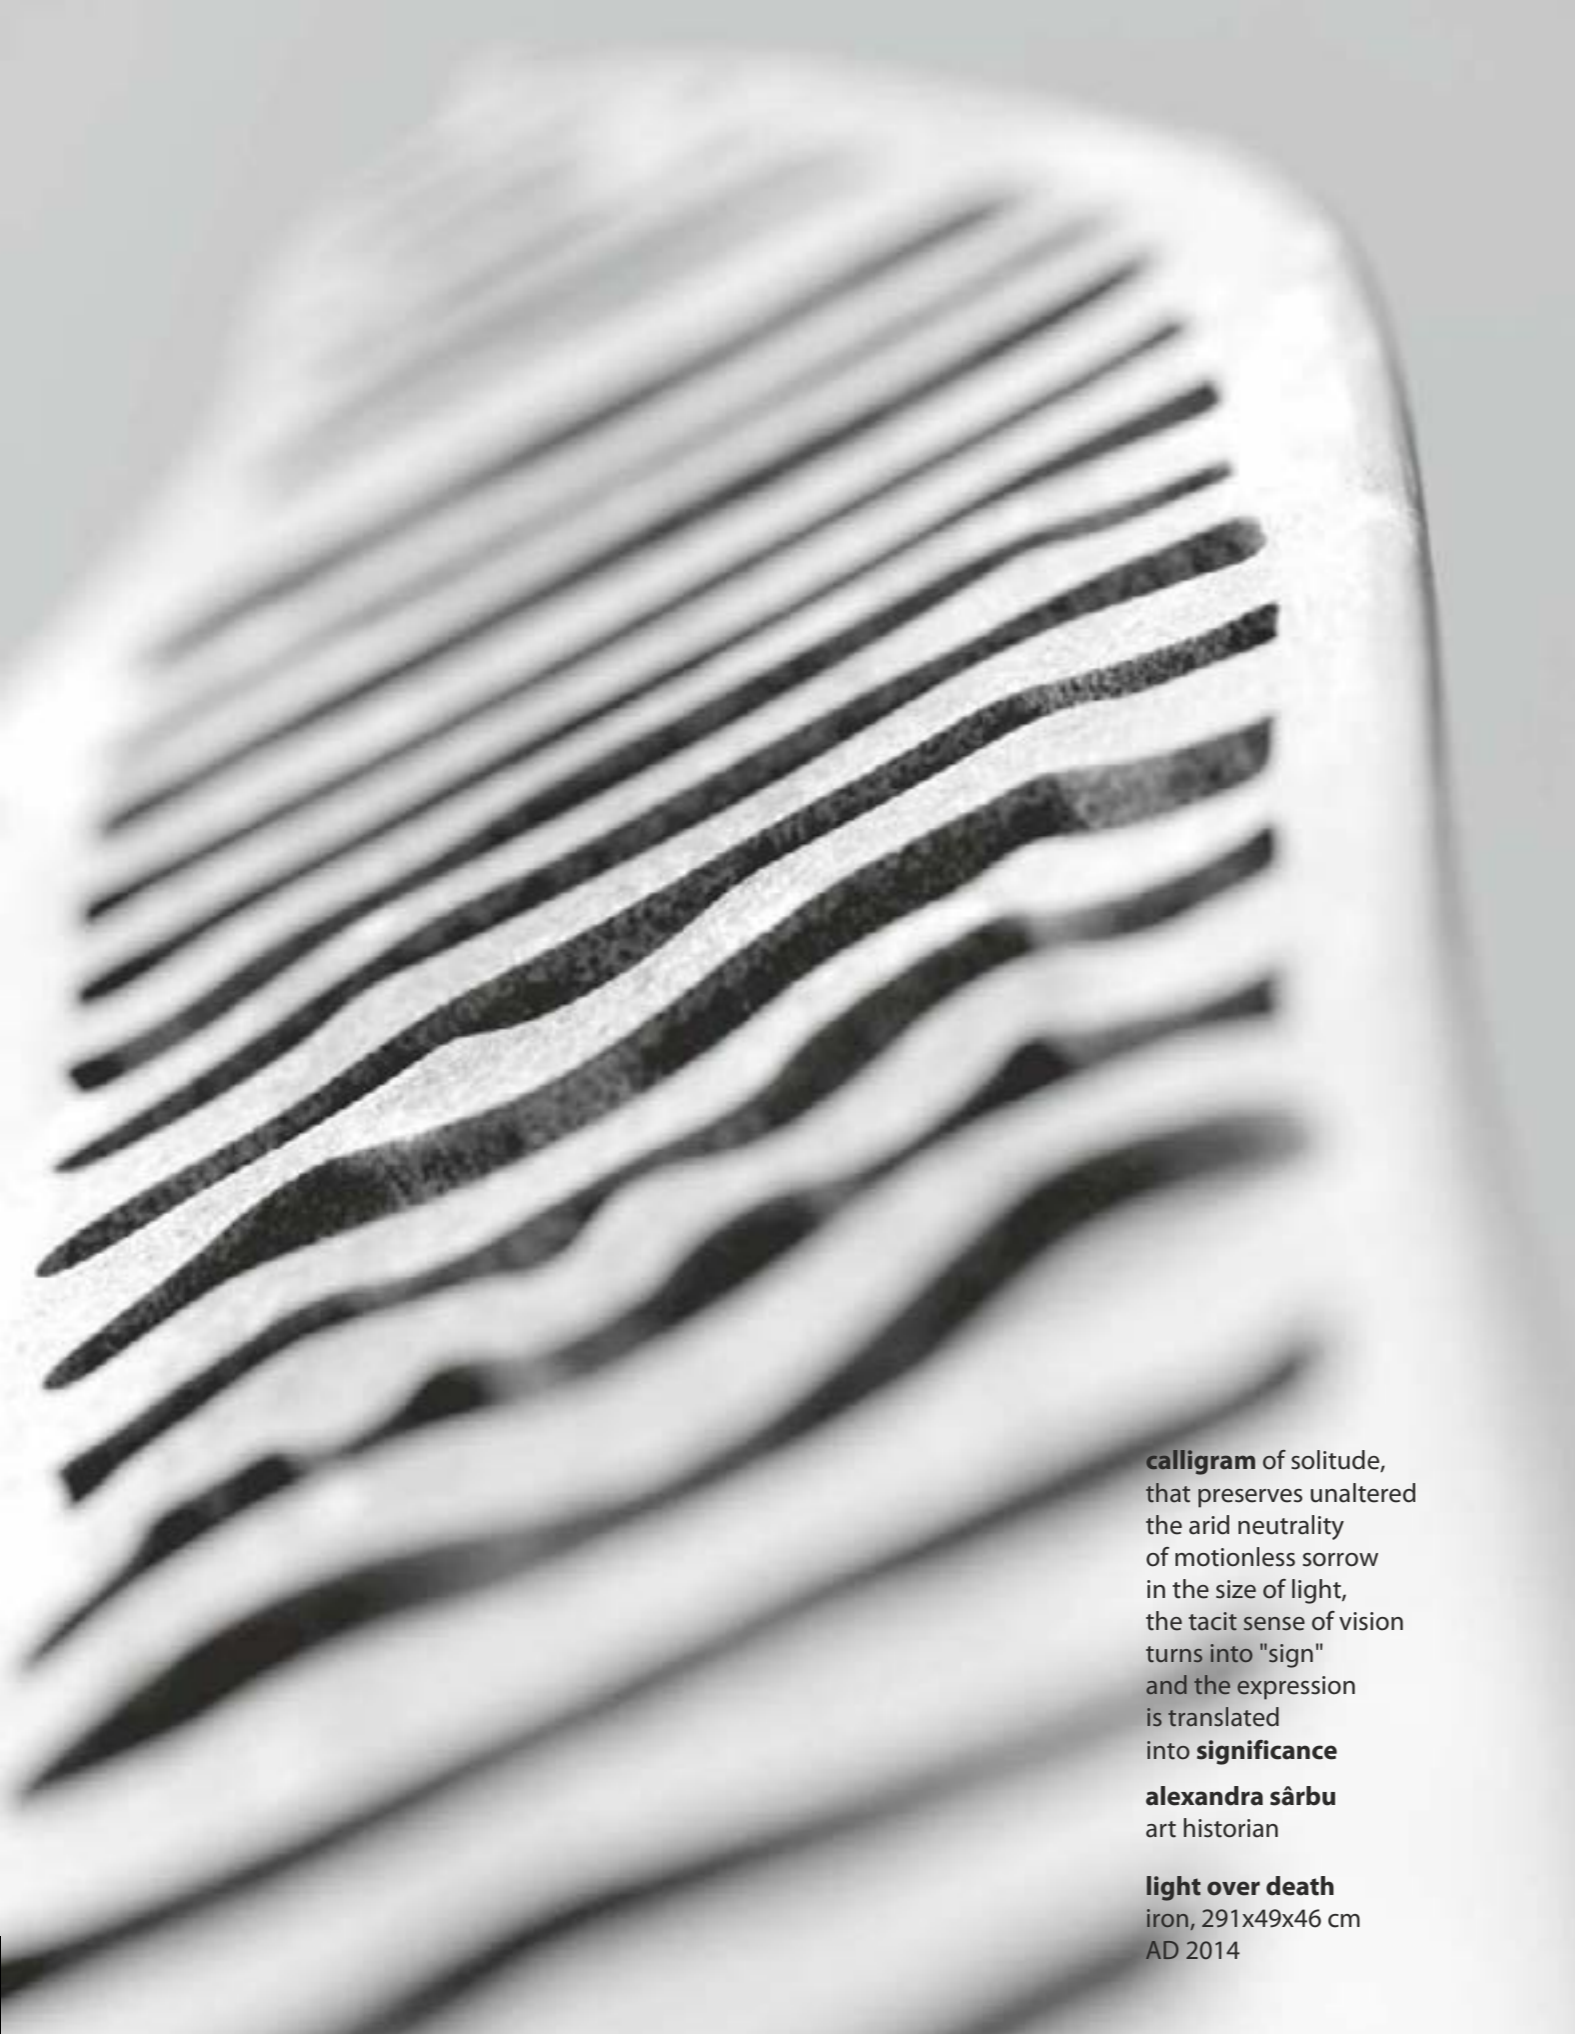 calligram of solitude,
that preserves unaltered
the arid neutrality
of motionless sorrow
in the size of light,
the tacit sense of vision
turns into "sign"
and the expression
is translated
into significance
alexandra sârbu
art historian
light over death
iron, 291x49x46 cm
AD 2014